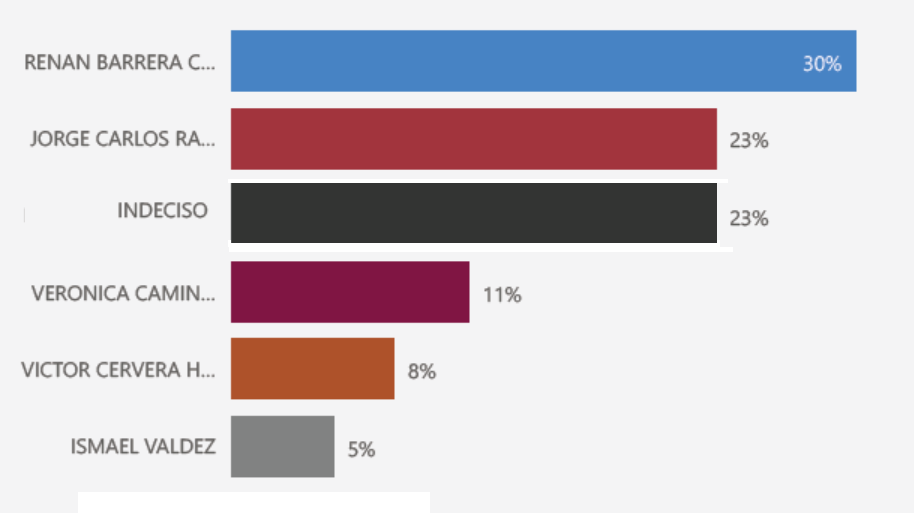 RENAN BARRERA C... 30%
JORGE CARLOS RA... 23%
INDECISO 23%
VERONICA CAMIN... 11%
VICTOR CERVERA H... 8%
ISMAEL VALDEZ 5%